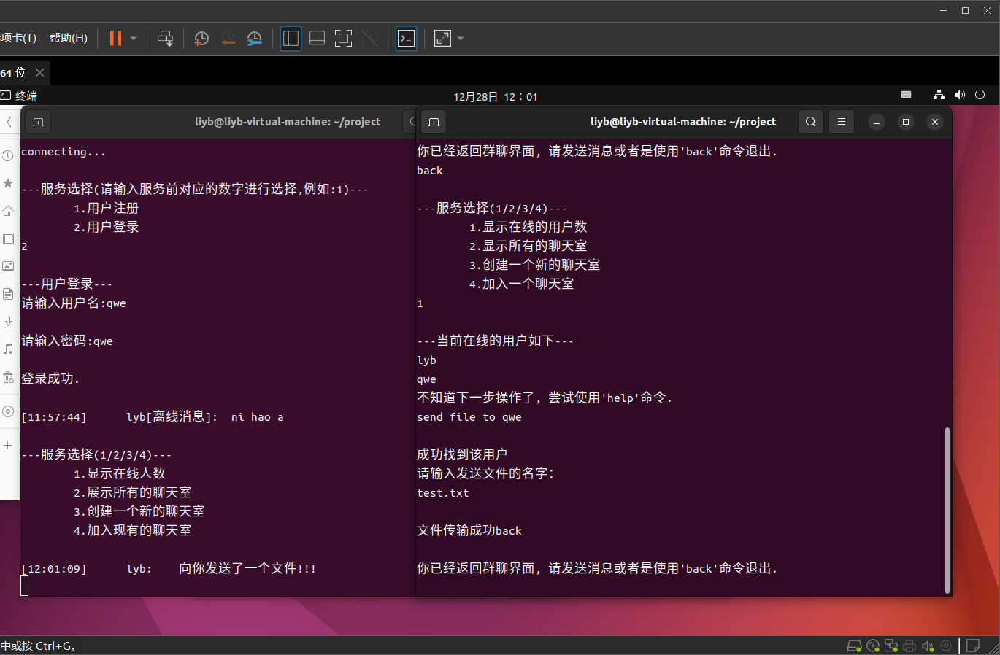 项卡(T) 帮助(H)
64 位
终端
12月28日 12：01
liyb@liyb-virtual-machine: ~/project
connecting...
---服务选择(请输入服务前对应的数字进行选择,例如:1)---
1.用户注册
2.用户登录
2
---用户登录---
请输入用户名:qwe
请输入密码:qwe
登录成功.
[11:57:44] lyb[离线消息]: ni hao a
---服务选择(1/2/3/4)---
1.显示在线人数
2.展示所有的聊天室
3.创建一个新的聊天室
4.加入现有的聊天室
[12:01:09] lyb: 向你发送了一个文件!!!
liyb@liyb-virtual-machine: ~/project
你已经返回群聊界面, 请发送消息或者是使用'back'命令退出.
back
---服务选择(1/2/3/4)---
1.显示在线的用户数
2.显示所有的聊天室
3.创建一个新的聊天室
4.加入一个聊天室
1
---当前在线的用户如下---
lyb
qwe
不知道下一步操作了, 尝试使用'help'命令.
send file to qwe
成功找到该用户
请输入发送文件的名字:
test.txt
文件传输成功back
你已经返回群聊界面, 请发送消息或者是使用'back'命令退出.
中或按 Ctrl+G。